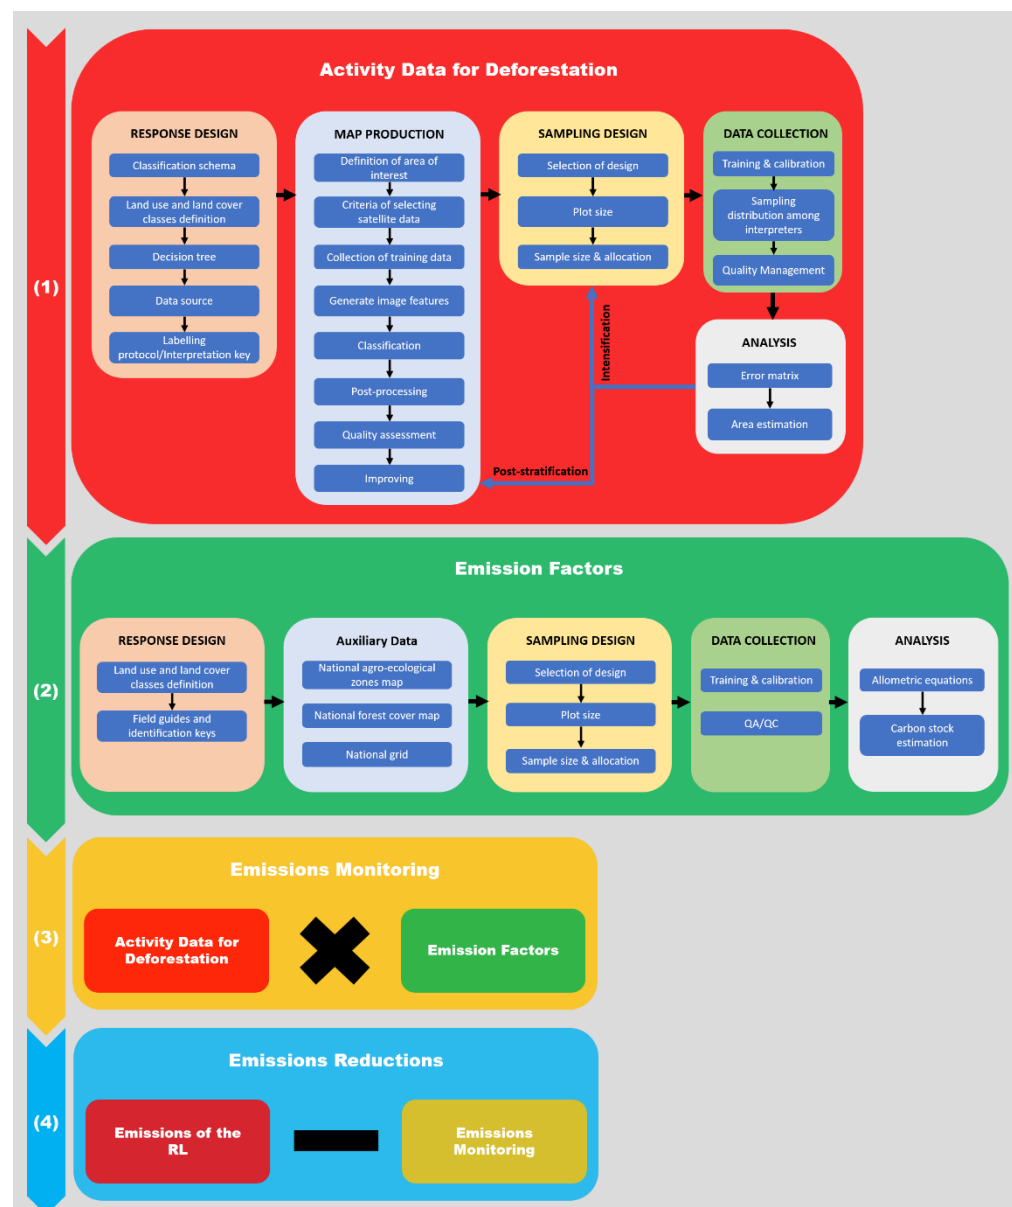 (1)
Activity Data for Deforestation
RESPONSE DESIGN
Classification schema
Land use and land cover
classes definition
Decision tree
Data source
Labelling
protocol/Interpretation key
MAP PRODUCTION
Definition of area of
interest
Criteria of selecting
satellite data
Collection of training data
Generate image features
Classification
Post-processing
Quality assessment
Improving
SAMPLING DESIGN
Selection of design
Plot size
Sample size & allocation
DATA COLLECTION
Training & calibration
Sampling
distribution among
interpreters
Quality Management
ANALYSIS
Error matrix
Area estimation
Intensification
Post-stratification
(2)
Emission Factors
RESPONSE DESIGN
Land use and land cover
classes definition
Field guides and
identification keys
Auxiliary Data
National agro-ecological
zones map
National forest cover map
National grid
SAMPLING DESIGN
Selection of design
Plot size
Sample size & allocation
DATA COLLECTION
Training & calibration
QA/QC
ANALYSIS
Allometric equations
Carbon stock
estimation
(3)
Emissions Monitoring
Activity Data for
Deforestation
Emission Factors
(4)
Emissions Reductions
Emissions of the
RL
Emissions
Monitoring